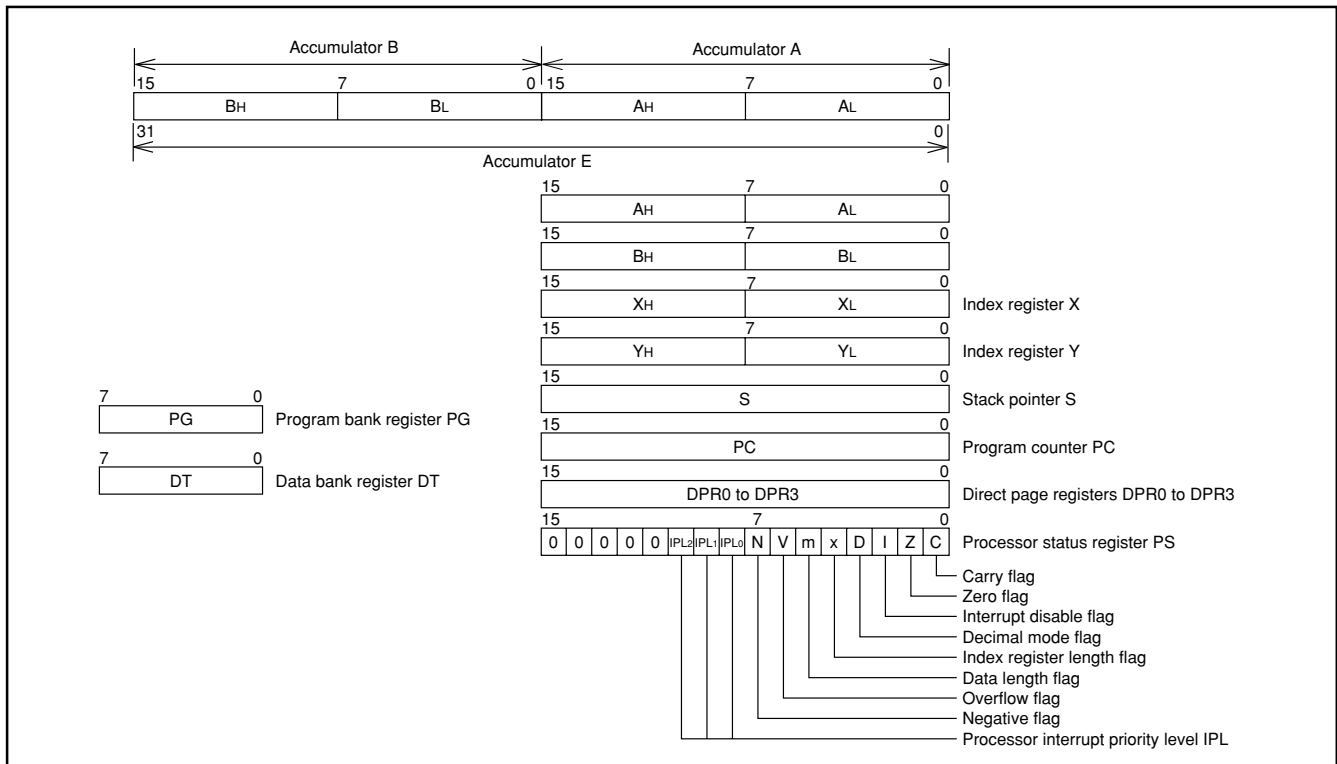 Accumulator B Accumulator A
15 7 0 15 7 0
BH BL AH AL
31 0
Accumulator E
15 7 0
AH AL
15 7 0
BH BL
15 7 0
XH XL Index register X
15 7 0
YH YL Index register Y
15 0
S Stack pointer S
7 0
PG Program bank register PG
15 0
PC Program counter PC
7 0
DT Data bank register DT
15 0
DPR0 to DPR3 Direct page registers DPR0 to DPR3
15 7 0
0 0 0 0 0 IPL2 IPL1 IPL0 N V m x D I Z C Processor status register PS
Carry flag
Zero flag
Interrupt disable flag
Decimal mode flag
Index register length flag
Data length flag
Overflow flag
Negative flag
Processor interrupt priority level IPL